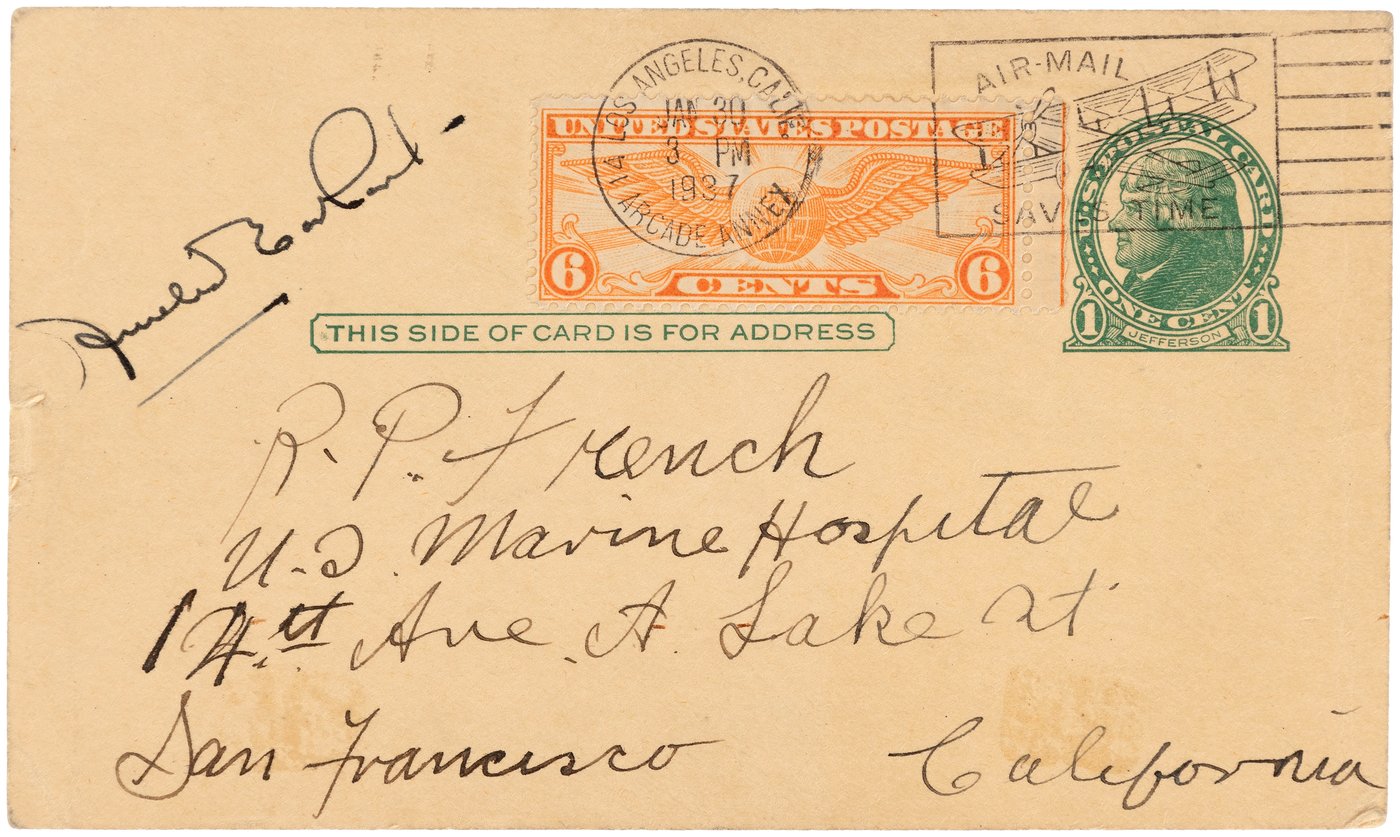 Amelia Earhart
LOS ANGELES, CALIF.
JAN 30
3 PM
1937
ARCADE ANNEX
AIR-MAIL
SAVES TIME
UNITED STATES POSTAGE
6 CENTS 6
U.S. POSTAL CARD
ONE CENT
1 JEFFERSON 1
THIS SIDE OF CARD IS FOR ADDRESS
R. P. French
U.S. Marine Hospital
14th Ave. A. Lake St
San Francisco California